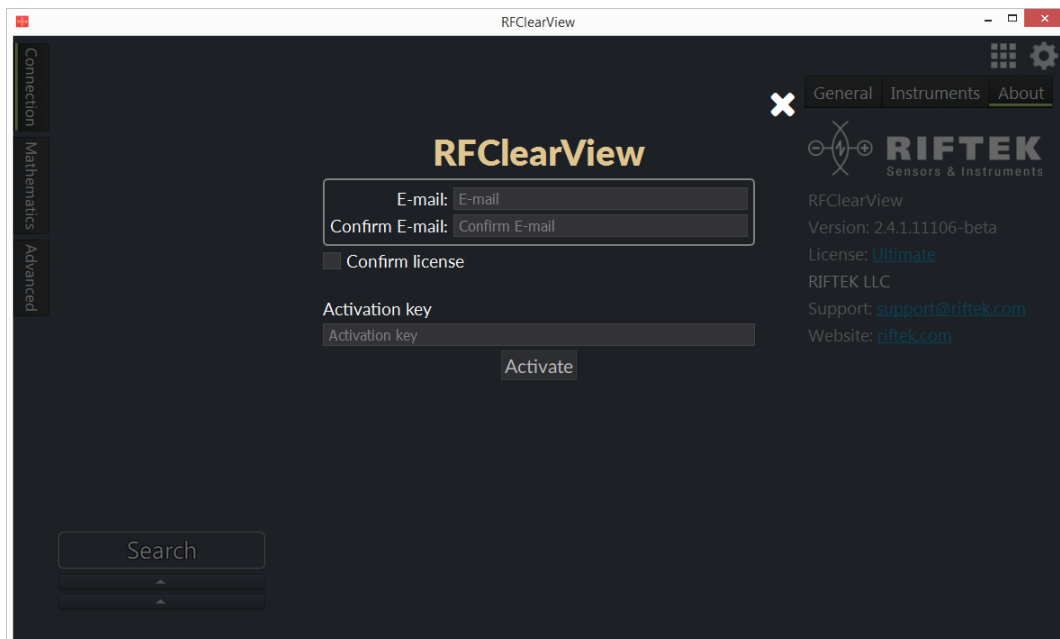 RFClearView
Connection
Mathematics
Advanced
General Instruments About
RIFTEK
Sensors & Instruments
RFClearView
Version: 2.4.1.11106-beta
License: Ultimate
RIFTEK LLC
Support: support@riftek.com
Website: riftek.com
RFClearView
E-mail: E-mail
Confirm E-mail: Confirm E-mail
Confirm license
Activation key
Activation key
Activate
Search